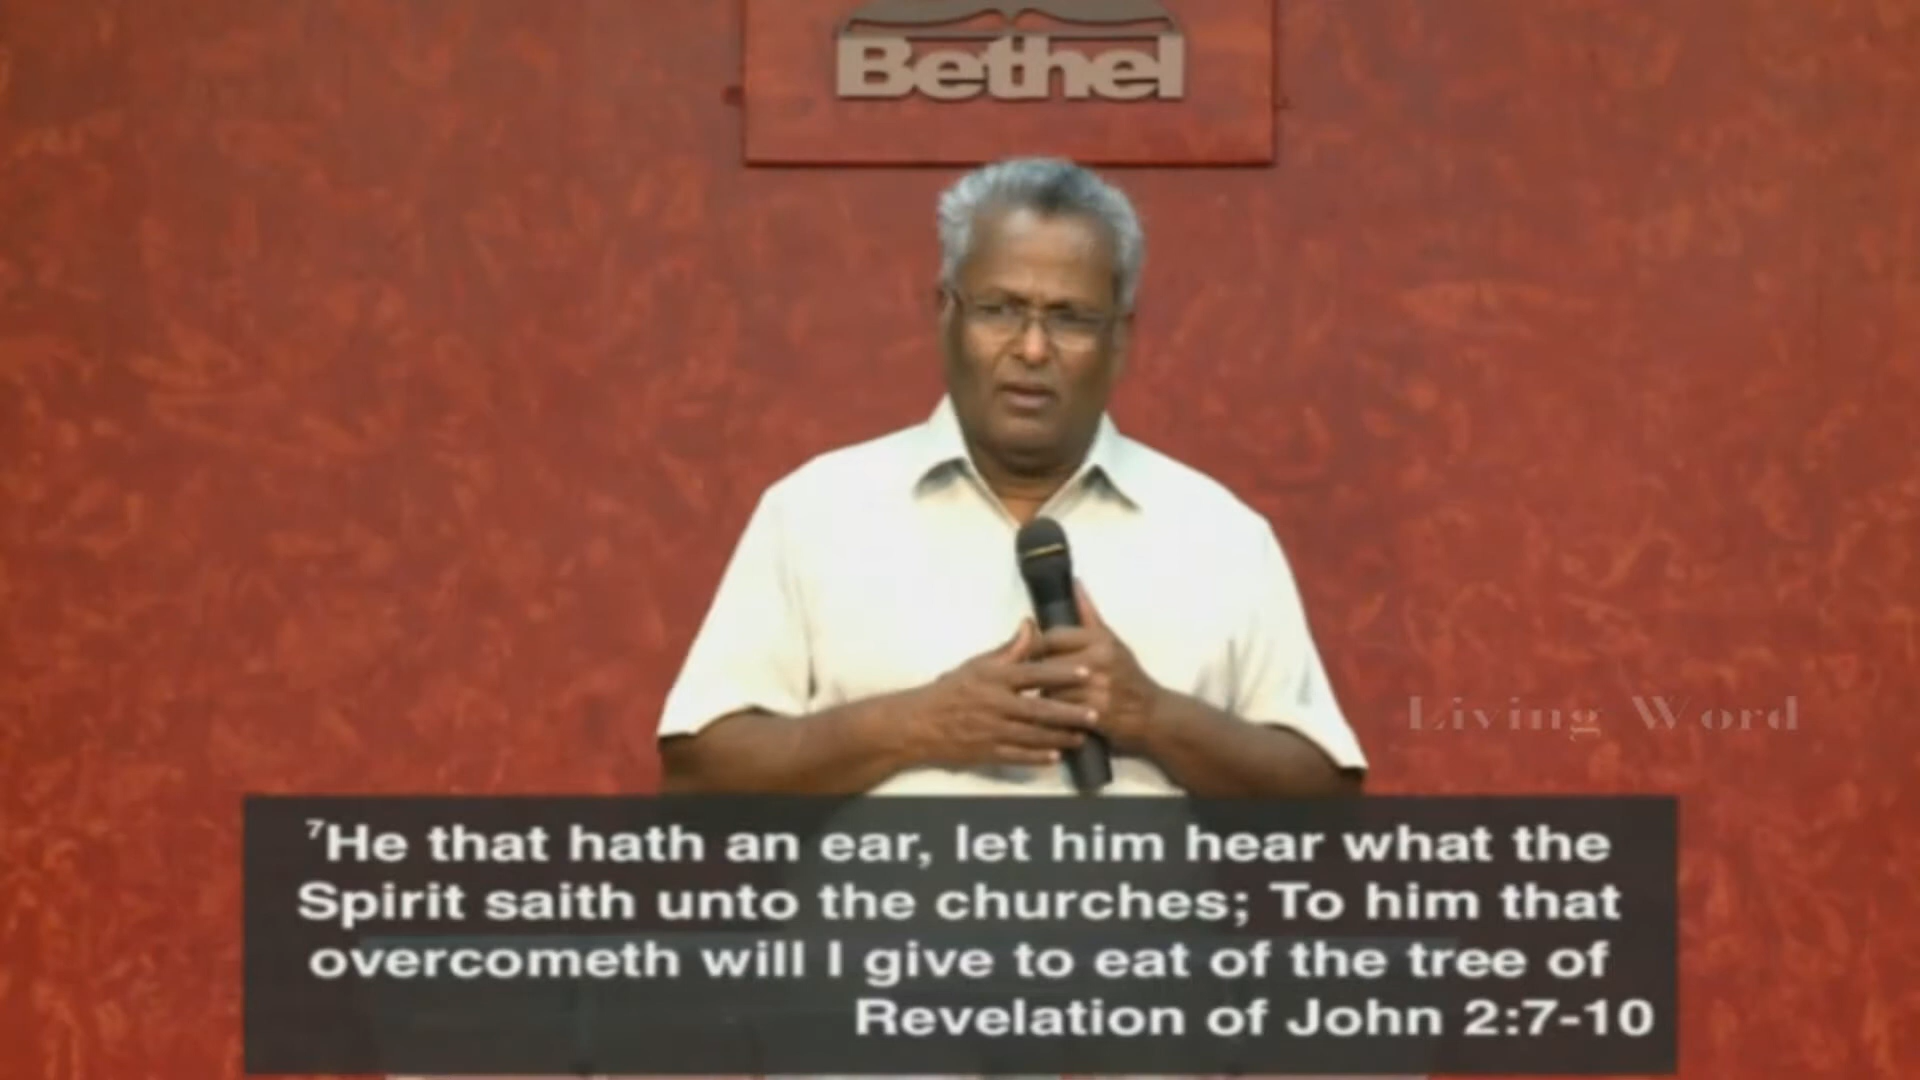 Bethel
Living Word
⁷He that hath an ear, let him hear what the
Spirit saith unto the churches; To him that
overcometh will I give to eat of the tree of
Revelation of John 2:7-10